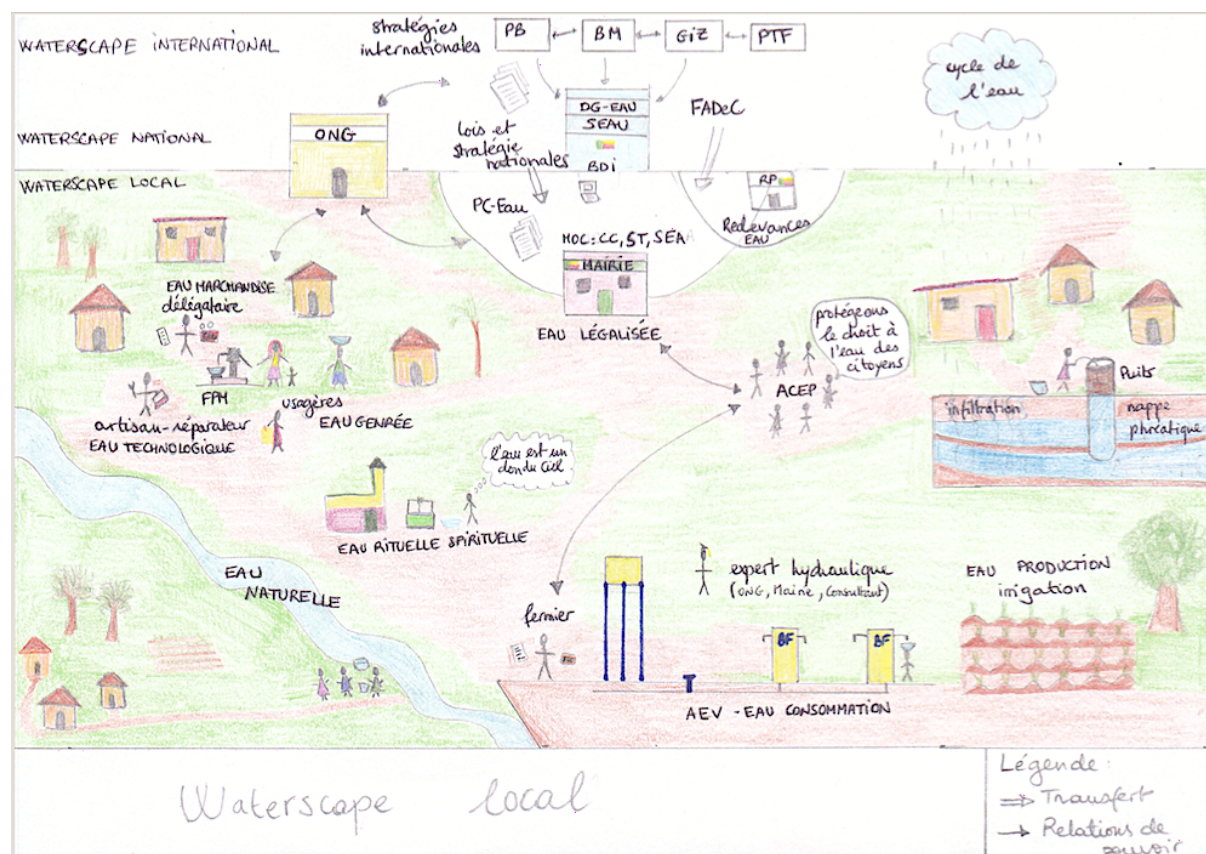 WATERSCAPE INTERNATIONAL
stratégies
internationales
PB
BM
GiZ
PTF
cycle de
l'eau
WATERSCAPE NATIONAL
ONG
lois et
stratégie
nationales
DG-EAU
SEAU
BDI
FADeC
WATERSCAPE LOCAL
PC-Eau
RP
Redevances
EAU
MOC: CC, ST, SEA
MAIRIE
EAU LÉGALISÉE
EAU MARCHANDISE
délégataire
FPM
usagères
EAU GENRÉE
artisan-réparateur
EAU TECHNOLOGIQUE
protégeons
le droit à
l'eau des
citoyens
ACEP
Puits
infiltration
nappe
phréatique
l'eau est un
don du Ciel
EAU RITUELLE SPIRITUELLE
EAU
NATURELLE
fermier
expert hydraulique
(ONG, Mairie, Consultant)
BF
BF
AEV - EAU CONSOMMATION
EAU PRODUCTION
irrigation
Waterscape local
Légende:
Transfert
Relations de
pouvoir